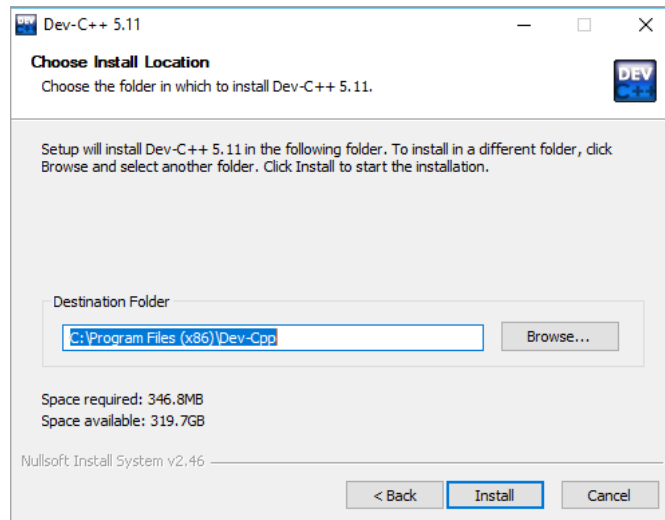 Dev-C++ 5.11
Choose Install Location
Choose the folder in which to install Dev-C++ 5.11.
DEV
C++
Setup will install Dev-C++ 5.11 in the following folder. To install in a different folder, click
Browse and select another folder. Click Install to start the installation.
Destination Folder
C:\Program Files (x86)\Dev-Cpp
Browse...
Space required: 346.8MB
Space available: 319.7GB
Nullsoft Install System v2.46
< Back
Install
Cancel